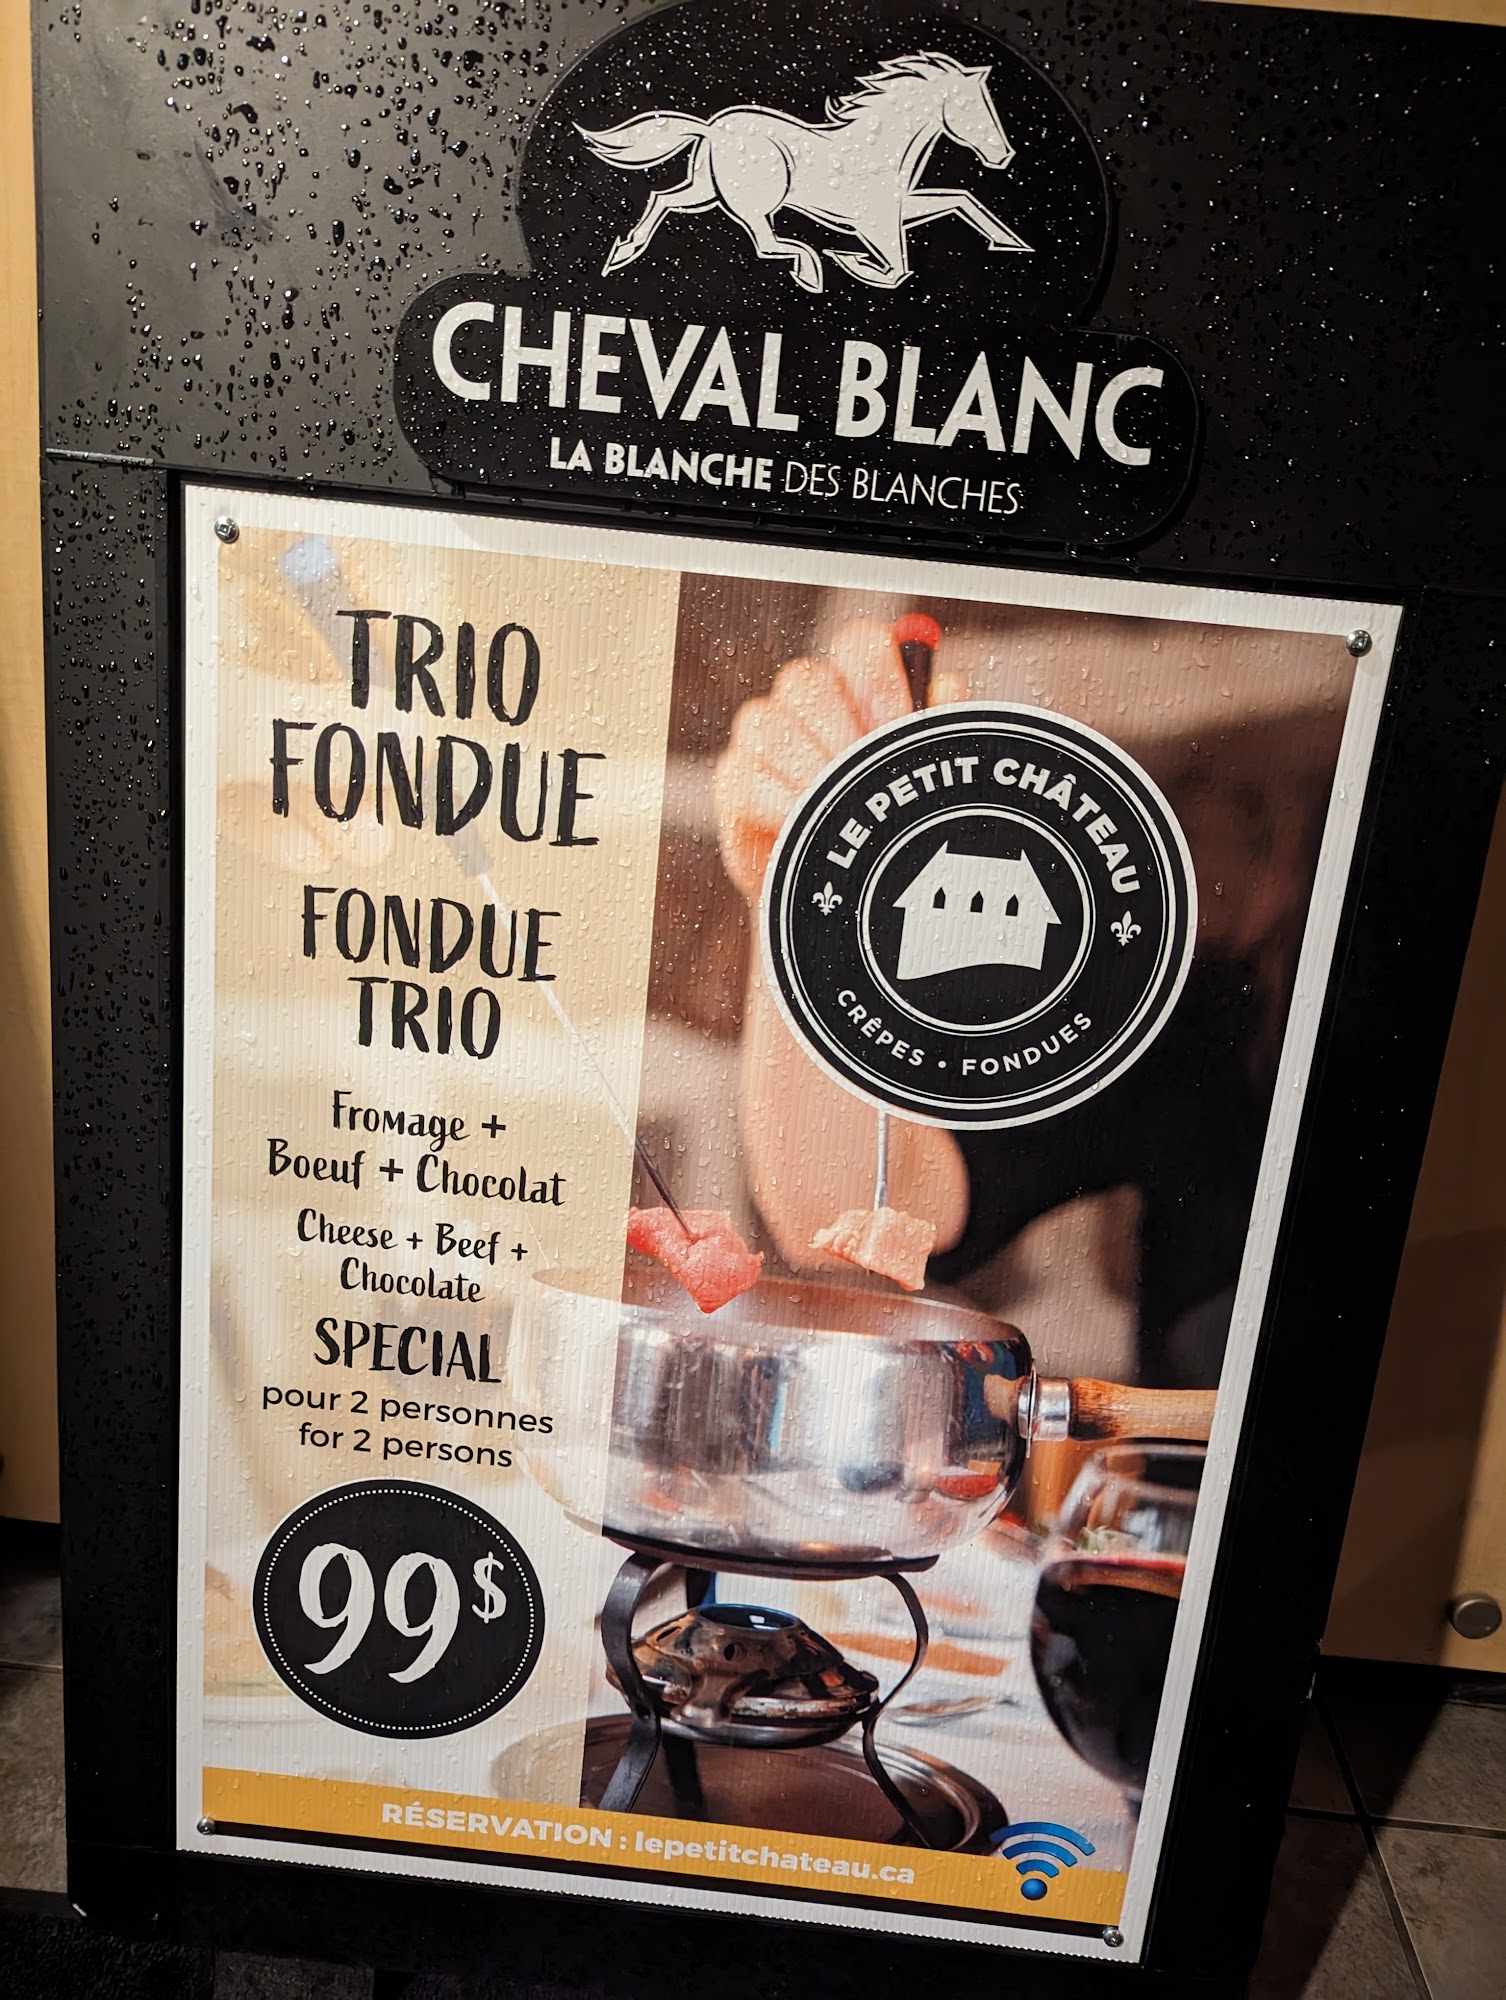 CHEVAL BLANC
LA BLANCHE DES BLANCHES
TRIO
FONDUE
FONDUE
TRIO
Fromage +
Boeuf + Chocolat
Cheese + Beef +
Chocolate
SPECIAL
pour 2 personnes
for 2 persons
99$
LE PETIT CHÂTEAU
CRÊPES • FONDUES
RÉSERVATION : lepetitchateau.ca